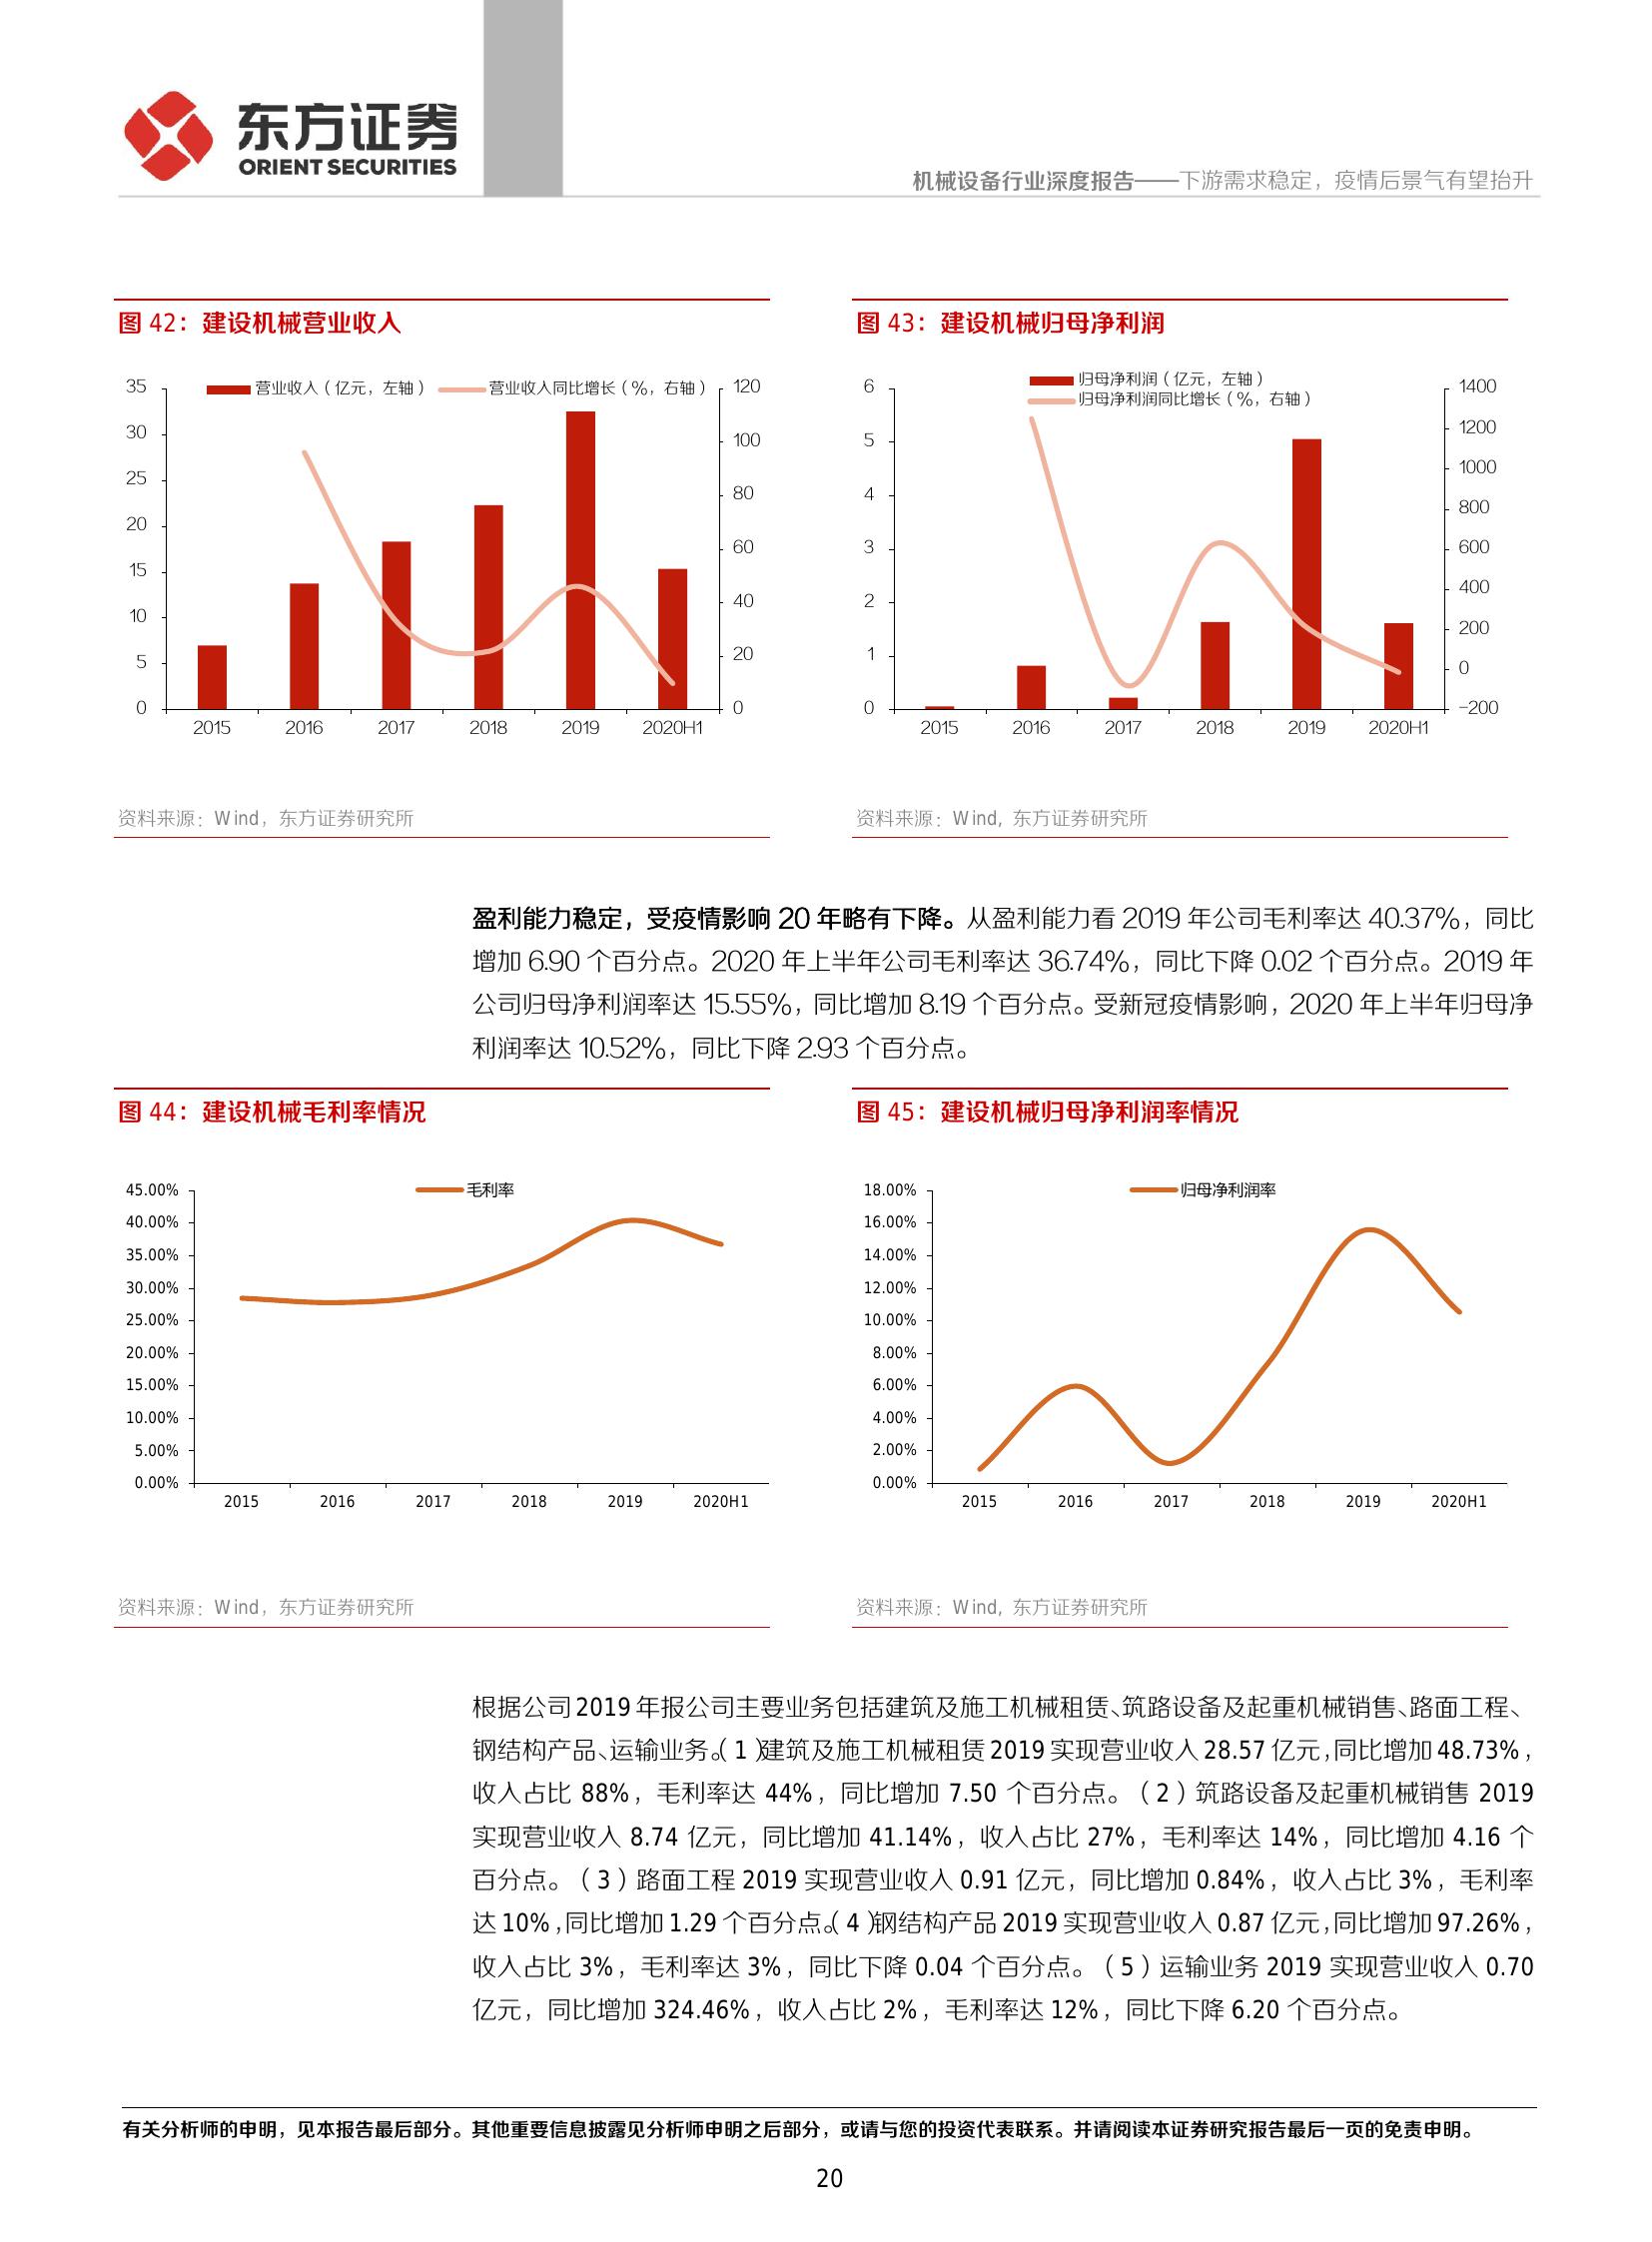 东方证券
ORIENT SECURITIES
机械设备行业深度报告——下游需求稳定，疫情后景气有望抬升
图 42：建设机械营业收入
营业收入（亿元，左轴） 营业收入同比增长（%，右轴）
35
30
25
20
15
10
5
0
120
100
80
60
40
20
0
2015 2016 2017 2018 2019 2020H1
资料来源：Wind，东方证券研究所
图 43：建设机械归母净利润
归母净利润（亿元，左轴）
归母净利润同比增长（%，右轴）
6
5
4
3
2
1
0
1400
1200
1000
800
600
400
200
0
-200
2015 2016 2017 2018 2019 2020H1
资料来源：Wind，东方证券研究所
盈利能力稳定，受疫情影响 20 年略有下降。从盈利能力看 2019 年公司毛利率达 40.37%，同比
增加 6.90 个百分点。2020 年上半年公司毛利率达 36.74%，同比下降 0.02 个百分点。2019 年
公司归母净利润率达 15.55%，同比增加 8.19 个百分点。受新冠疫情影响，2020 年上半年归母净
利润率达 10.52%，同比下降 2.93 个百分点。
图 44：建设机械毛利率情况
毛利率
45.00%
40.00%
35.00%
30.00%
25.00%
20.00%
15.00%
10.00%
5.00%
0.00%
2015 2016 2017 2018 2019 2020H1
资料来源：Wind，东方证券研究所
图 45：建设机械归母净利润率情况
归母净利润率
18.00%
16.00%
14.00%
12.00%
10.00%
8.00%
6.00%
4.00%
2.00%
0.00%
2015 2016 2017 2018 2019 2020H1
资料来源：Wind，东方证券研究所
根据公司 2019 年报公司主要业务包括建筑及施工机械租赁、筑路设备及起重机械销售、路面工程、
钢结构产品、运输业务。（1）建筑及施工机械租赁 2019 实现营业收入 28.57 亿元，同比增加 48.73%，
收入占比 88%，毛利率达 44%，同比增加 7.50 个百分点。（2）筑路设备及起重机械销售 2019
实现营业收入 8.74 亿元，同比增加 41.14%，收入占比 27%，毛利率达 14%，同比增加 4.16 个
百分点。（3）路面工程 2019 实现营业收入 0.91 亿元，同比增加 0.84%，收入占比 3%，毛利率
达 10%，同比增加 1.29 个百分点。（4）钢结构产品 2019 实现营业收入 0.87 亿元，同比增加 97.26%，
收入占比 3%，毛利率达 3%，同比下降 0.04 个百分点。（5）运输业务 2019 实现营业收入 0.70
亿元，同比增加 324.46%，收入占比 2%，毛利率达 12%，同比下降 6.20 个百分点。
有关分析师的申明，见本报告最后部分。其他重要信息披露见分析师申明之后部分，或请与您的投资代表联系。并请阅读本证券研究报告最后一页的免责申明。
20